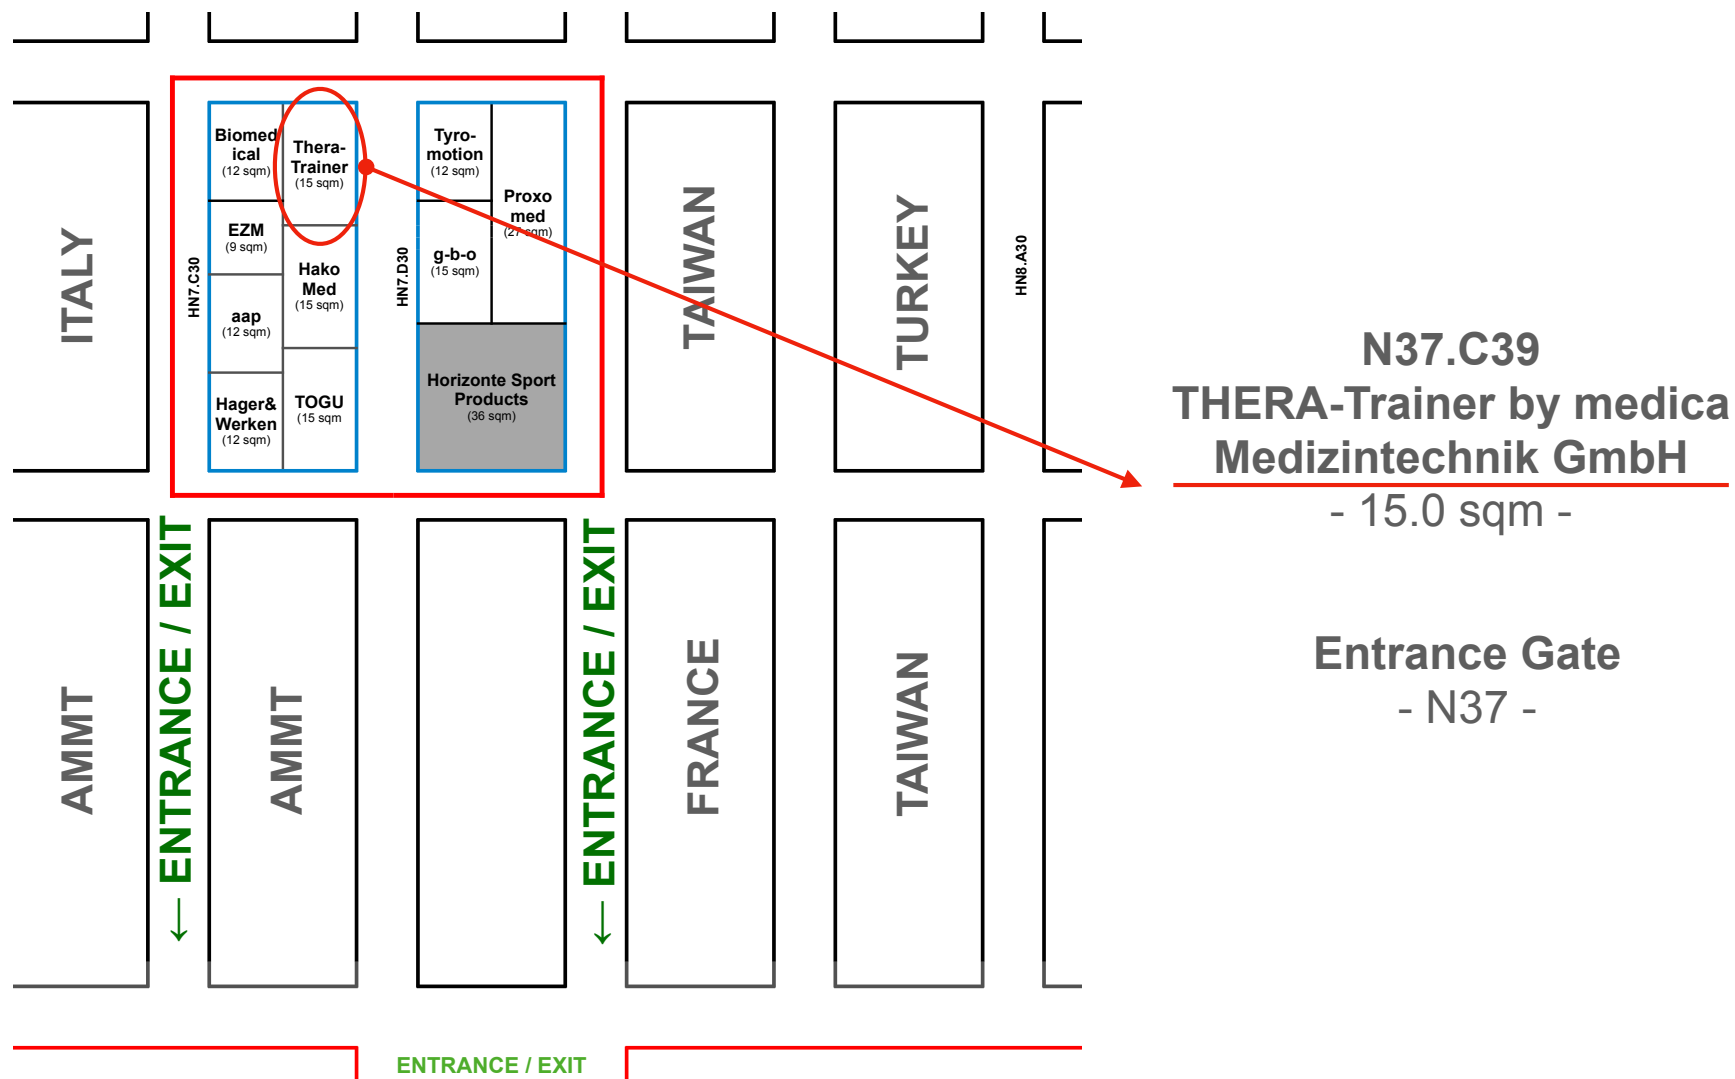 ITALY
HN7.C30
Biomed
ical
(12 sqm)
Thera-
Trainer
(15 sqm)
EZM
(9 sqm)
Hako
Med
(15 sqm)
aap
(12 sqm)
Hager&
Werken
(12 sqm)
TOGU
(15 sqm
HN7.D30
Tyro-
motion
(12 sqm)
Proxo
med
(27 sqm)
g-b-o
(15 sqm)
Horizonte Sport
Products
(36 sqm)
TAIWAN
TURKEY
HN8.A30
N37.C39
THERA-Trainer by medica
Medizintechnik GmbH
- 15.0 sqm -
Entrance Gate
- N37 -
AMMT
← ENTRANCE / EXIT
AMMT
← ENTRANCE / EXIT
FRANCE
TAIWAN
ENTRANCE / EXIT